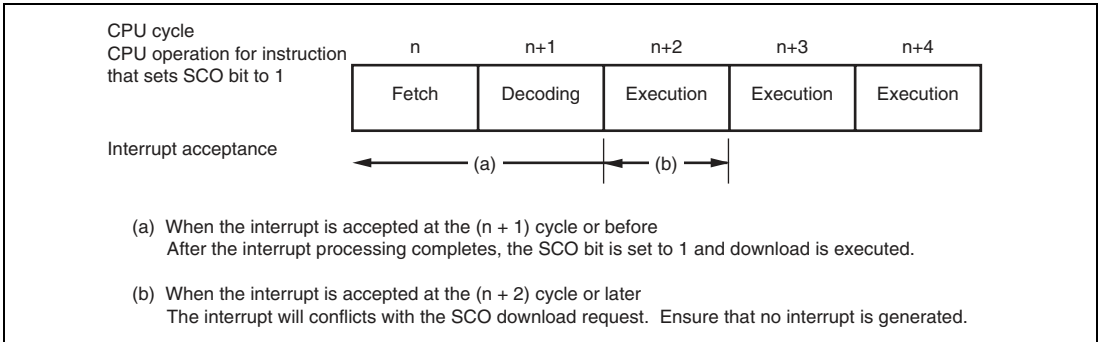 CPU cycle
CPU operation for instruction
that sets SCO bit to 1
n n+1 n+2 n+3 n+4
Fetch Decoding Execution Execution Execution
Interrupt acceptance
(a) (b)
(a) When the interrupt is accepted at the (n + 1) cycle or before
After the interrupt processing completes, the SCO bit is set to 1 and download is executed.
(b) When the interrupt is accepted at the (n + 2) cycle or later
The interrupt will conflicts with the SCO download request. Ensure that no interrupt is generated.